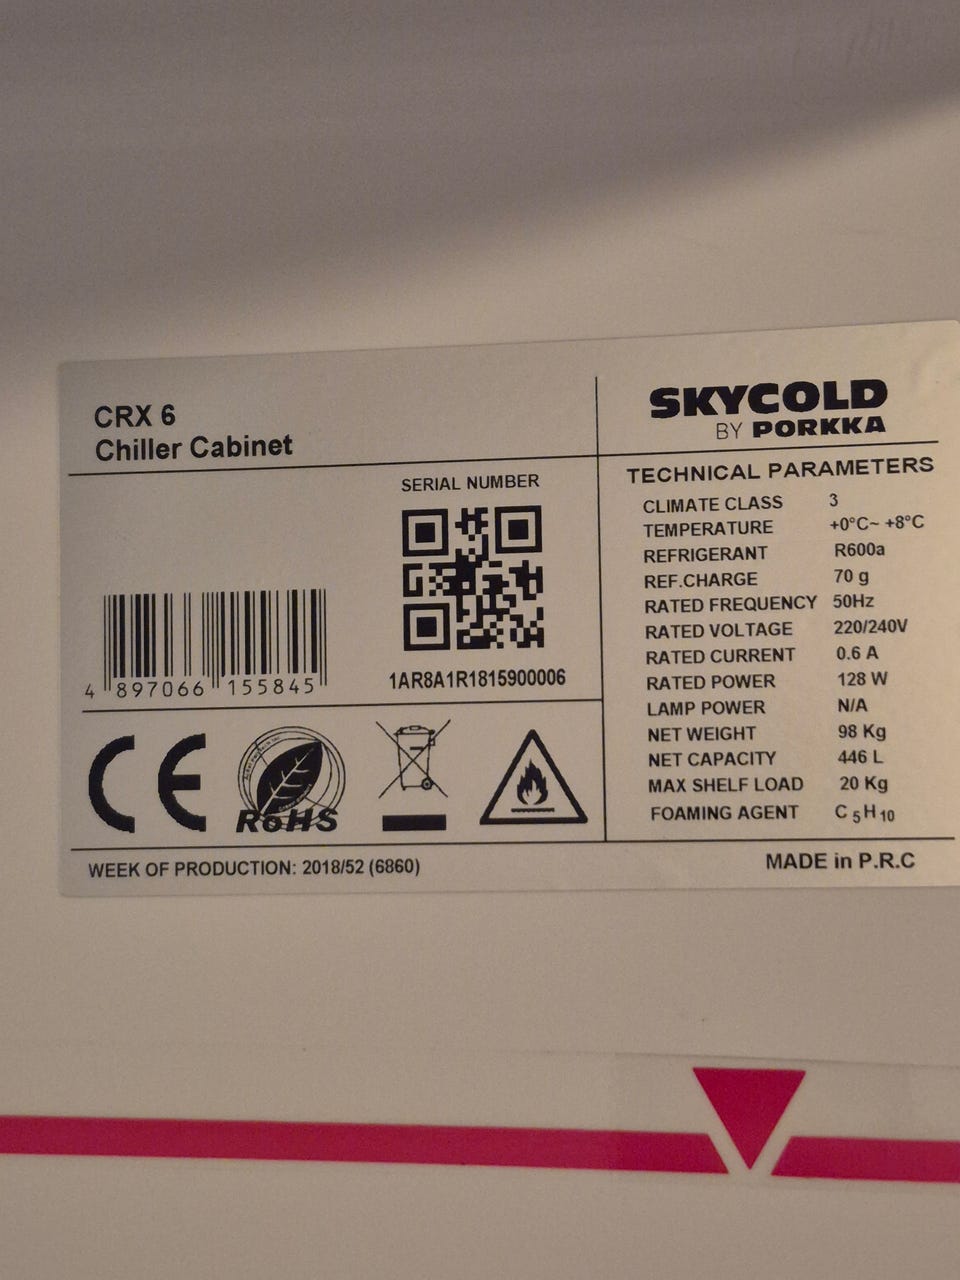 CRX 6
Chiller Cabinet
SKYCOLD
BY PORKKA
SERIAL NUMBER
1AR8A1R1815900006
4 897066 155845
TECHNICAL PARAMETERS
CLIMATE CLASS 3
TEMPERATURE +0°C~ +8°C
REFRIGERANT R600a
REF.CHARGE 70 g
RATED FREQUENCY 50Hz
RATED VOLTAGE 220/240V
RATED CURRENT 0.6 A
RATED POWER 128 W
LAMP POWER N/A
NET WEIGHT 98 Kg
NET CAPACITY 446 L
MAX SHELF LOAD 20 Kg
FOAMING AGENT C5H10
CE
RoHS
WEEK OF PRODUCTION: 2018/52 (6860)
MADE in P.R.C